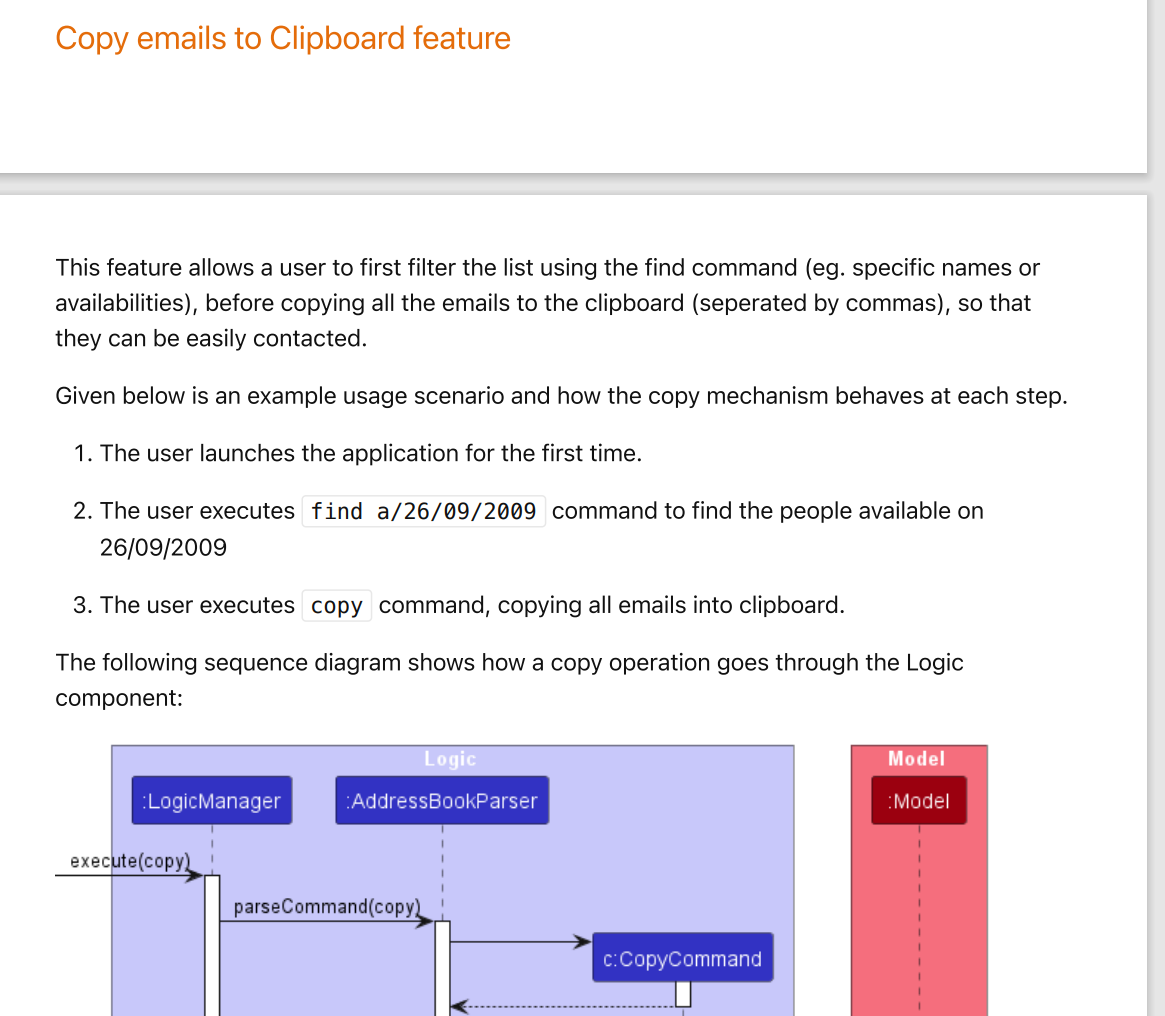 Copy emails to Clipboard feature
This feature allows a user to first filter the list using the find command (eg. specific names or
availabilities), before copying all the emails to the clipboard (seperated by commas), so that
they can be easily contacted.
Given below is an example usage scenario and how the copy mechanism behaves at each step.
1. The user launches the application for the first time.
2. The user executes find a/26/09/2009 command to find the people available on
26/09/2009
3. The user executes copy command, copying all emails into clipboard.
The following sequence diagram shows how a copy operation goes through the Logic
component:
Logic
Model
:LogicManager
:AddressBookParser
:Model
execute(copy)
parseCommand(copy)
c:CopyCommand